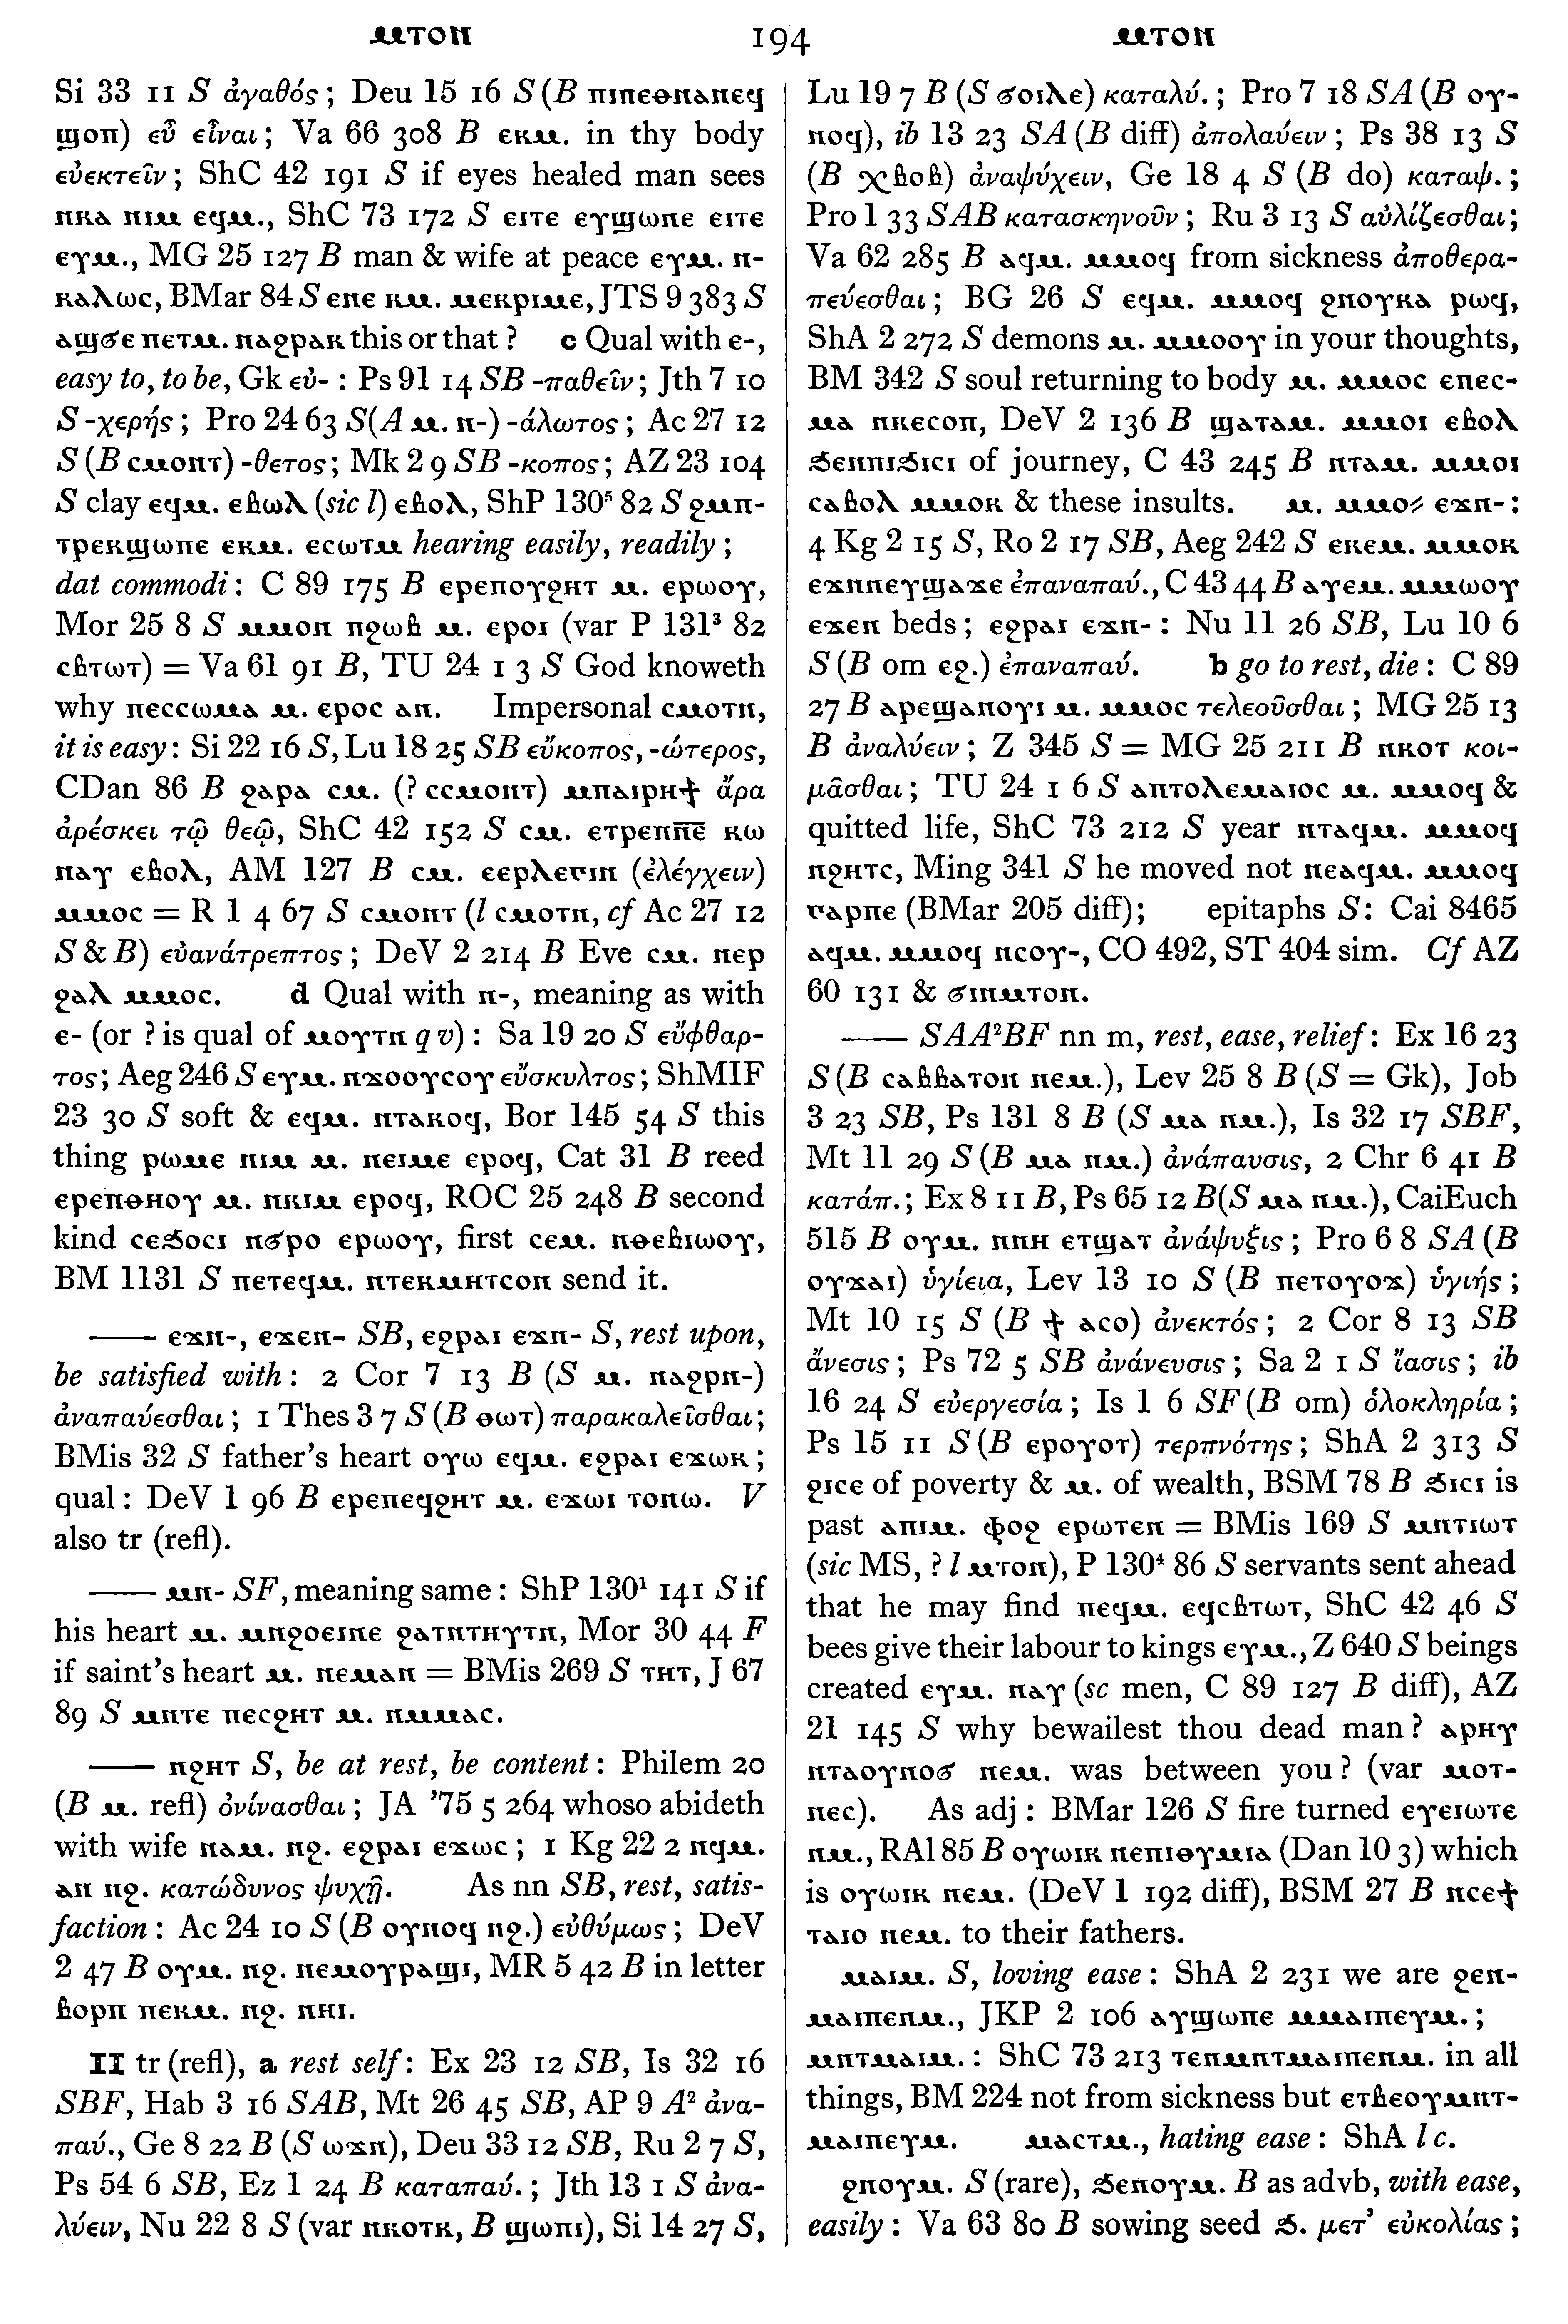 ⲙⲧⲟⲛ 194 ⲙⲧⲟⲛ
Si 33 11 S ἀγαθός; Deu 15 16 S (B ⲡⲓⲡⲉⲑⲛⲁⲛⲉϥ
ϣⲟⲡ) εὖ εἶναι; Va 66 308 B ⲉⲕⲙ. in thy body
εὐεκτεῖν; ShC 42 191 S if eyes healed man sees
ⲛⲕⲁ ⲛⲓⲙ ⲉϥⲙ., ShC 73 172 S ⲉⲓⲧⲉ ⲉⲩϣⲱⲛⲉ ⲉⲓⲧⲉ
ⲉⲩⲙ., MG 25 127 B man & wife at peace ⲉⲩⲙ. ⲛ-
ⲕⲁⲗⲱⲥ, BMar 84 S ⲉⲛⲉ ⲕⲙ. ⲙⲉⲕⲣⲓⲙⲉ, JTS 9 383 S
ⲁϣϭⲉ ⲡⲉⲧⲙ. ⲛⲁϩⲣⲁⲕ this or that? c Qual with ⲉ-,
easy to, to be, Gk εὐ-: Ps 91 14 SB -παθεῖν; Jth 7 10
S -χερής; Pro 24 63 S (A ⲙ. ⲛ-) -άλωτος; Ac 27 12
S (B ⲥⲙⲟⲛⲧ) -θετος; Mk 2 9 SB -κοπος; AZ 23 104
S clay ⲉϥⲙ. ⲉⲃⲱⲗ (sic l) ⲉⲃⲟⲗ, ShP 130⁵ 82 S ϩⲙⲡ-
ⲧⲣⲉⲕϣⲱⲡⲉ ⲉⲕⲙ. ⲉⲥⲱⲧⲙ hearing easily, readily;
dat commodi: C 89 175 B ⲉⲣⲉⲡⲟⲩϩⲏⲧ ⲙ. ⲉⲣⲱⲟⲩ,
Mor 25 8 S ⲙⲙⲟⲛ ⲡϩⲱⲃ ⲙ. ⲉⲣⲟⲓ (var P 131³ 82
ⲥⲃⲧⲱⲧ) = Va 61 91 B, TU 24 1 3 S God knoweth
why ⲡⲉⲥⲥⲱⲙⲁ ⲙ. ⲉⲣⲟⲥ ⲁⲛ. Impersonal ⲥⲙⲟⲧⲛ,
it is easy: Si 22 16 S, Lu 18 25 SB εὔκοπος, -ώτερος,
CDan 86 B ϩⲁⲣⲁ ⲥⲙ. (? ⲥⲥⲙⲟⲛⲧ) ⲙⲡⲁⲓⲣⲏϯ ἄρα
ἀρέσκει τῷ θεῷ, ShC 42 152 S ⲥⲙ. ⲉⲧⲣⲉⲡⲛⲟⲩⲧⲉ ⲕⲱ
ⲛⲁⲩ ⲉⲃⲟⲗ, AM 127 B ⲥⲙ. ⲉⲉⲣⲗⲉⲅⲓⲛ (ἐλέγχειν)
ⲙⲙⲟⲥ = R 1 4 67 S ⲥⲙⲟⲛⲧ (l ⲥⲙⲟⲧⲛ, cf Ac 27 12
S & B) εὐανάτρεπτος; DeV 2 214 B Eve ⲥⲙ. ⲛⲉⲣ
ϩⲁⲗ ⲙⲙⲟⲥ. d Qual with ⲛ-, meaning as with
ⲉ- (or ? is qual of ⲙⲟⲩⲧⲛ q v): Sa 19 20 S εὔφθαρ-
τος; Aeg 246 S ⲉⲩⲙ. ⲛϫⲟⲟⲩⲥⲟⲩ εὔσκυλτος; ShMIF
23 30 S soft & ⲉϥⲙ. ⲛⲧⲁⲕⲟϥ, Bor 145 54 S this
thing ⲣⲱⲙⲉ ⲛⲓⲙ ⲙ. ⲛⲉⲓⲙⲉ ⲉⲣⲟϥ, Cat 31 B reed
ⲉⲣⲉⲡⲑⲏⲟⲩ ⲙ. ⲛⲕⲓⲙ ⲉⲣⲟϥ, ROC 25 248 B second
kind ⲥⲉϧⲟⲥⲓ ⲛϭⲣⲟ ⲉⲣⲱⲟⲩ, first ⲥⲉⲙ. ⲛⲑⲉⲃⲓⲱⲟⲩ,
BM 1131 S ⲡⲉⲧⲉϥⲙ. ⲛⲧⲉⲕⲙⲛⲧⲥⲟⲛ send it.
—— ⲉϫⲛ-, ⲉϫⲉⲛ- SB, ⲉϩⲣⲁⲓ ⲉϫⲛ- S, rest upon,
be satisfied with: 2 Cor 7 13 B (S ⲙ. ⲛⲁϩⲣⲛ-)
ἀναπαύεσθαι; 1 Thes 3 7 S (B ⲑⲱⲧ) παρακαλεῖσθαι;
BMis 32 S father's heart ⲟⲩⲱ ⲉϥⲙ. ⲉϩⲣⲁⲓ ⲉϫⲱⲕ;
qual: DeV 1 96 B ⲉⲣⲉⲡⲉϥϩⲏⲧ ⲙ. ⲉϫⲱⲓ ⲧⲟⲛⲱ. V
also tr (refl).
—— ⲙⲛ- SF, meaning same: ShP 130¹ 141 S if
his heart ⲙ. ⲙⲛϩⲟⲉⲓⲛⲉ ϩⲁⲧⲛⲧⲏⲩⲧⲛ, Mor 30 44 F
if saint's heart ⲙ. ⲛⲉⲙⲁⲛ = BMis 269 S ⲧⲏⲧ, J 67
89 S ⲙⲛⲧⲉ ⲡⲉⲥϩⲏⲧ ⲙ. ⲛⲙⲙⲁⲥ.
—— ⲛϩⲏⲧ S, be at rest, be content: Philem 20
(B ⲙ. refl) ὀνίνασθαι; JA '75 5 264 whoso abideth
with wife ⲛⲁⲙ. ⲛϩ. ⲉϩⲣⲁⲓ ⲉϫⲱⲥ; 1 Kg 22 2 ⲛϥⲙ.
ⲁⲛ ⲛϩ. κατώδυνος ψυχῇ. As nn SB, rest, satis-
faction: Ac 24 10 S (B ⲟⲩⲛⲟϥ ⲛϩ.) εὐθύμως; DeV
2 47 B ⲟⲩⲙ. ⲛϩ. ⲛⲉⲙⲟⲩⲣⲁϣⲓ, MR 5 42 B in letter
ⲃⲟⲣⲡ ⲡⲉⲕⲙ. ⲛϩ. ⲛⲏⲓ.
II tr (refl), a rest self: Ex 23 12 SB, Is 32 16
SBF, Hab 3 16 SAB, Mt 26 45 SB, AP 9 A² ἀνα-
παύ., Ge 8 22 B (S ⲱϫⲛ), Deu 33 12 SB, Ru 2 7 S,
Ps 54 6 SB, Ez 1 24 B καταπαύ.; Jth 13 1 S ἀνα-
λύειν, Nu 22 8 S (var ⲛⲕⲟⲧⲕ, B ϣⲱⲡⲓ), Si 14 27 S,
Lu 19 7 B (S ϭⲟⲓⲗⲉ) καταλύ.; Pro 7 18 SA (B ⲟⲩ-
ⲛⲟϥ), ib 13 23 SA (B diff) ἀπολαύειν; Ps 38 13 S
(B ⲭⲃⲟⲃ) ἀναψύχειν, Ge 18 4 S (B do) καταψ.;
Pro 1 33 SAB κατασκηνοῦν; Ru 3 13 S αὐλίζεσθαι;
Va 62 285 B ⲁϥⲙ. ⲙⲙⲟϥ from sickness ἀποθερα-
πεύεσθαι; BG 26 S ⲉϥⲙ. ⲙⲙⲟϥ ϩⲛⲟⲩⲕⲁ ⲣⲱϥ,
ShA 2 272 S demons ⲙ. ⲙⲙⲟⲟⲩ in your thoughts,
BM 342 S soul returning to body ⲙ. ⲙⲙⲟⲥ ⲉⲡⲉⲥ-
ⲙⲁ ⲛⲕⲉⲥⲟⲡ, DeV 2 136 B ϣⲁⲧⲁⲙ. ⲙⲙⲟⲓ ⲉⲃⲟⲗ
ϧⲉⲛⲡⲓϧⲓⲥⲓ of journey, C 43 245 B ⲛⲧⲁⲙ. ⲙⲙⲟⲓ
ⲥⲁⲃⲟⲗ ⲙⲙⲟⲕ & these insults. ⲙ. ⲙⲙⲟ⸗ ⲉϫⲛ-:
4 Kg 2 15 S, Ro 2 17 SB, Aeg 242 S ⲉⲕⲉⲙ. ⲙⲙⲟⲕ
ⲉϫⲛⲛⲉⲩϣⲁϫⲉ ἐπαναπαύ., C 43 44 B ⲁⲩⲉⲙ. ⲙⲙⲱⲟⲩ
ⲉϫⲉⲛ beds; ⲉϩⲣⲁⲓ ⲉϫⲛ-: Nu 11 26 SB, Lu 10 6
S (B om ⲉϩ.) ἐπαναπαύ. b go to rest, die: C 89
27 B ⲁⲣⲉϣⲁⲛⲟⲩⲓ ⲙ. ⲙⲙⲟⲥ τελεοῦσθαι; MG 25 13
B ἀναλύειν; Z 345 S = MG 25 211 B ⲛⲕⲟⲧ κοι-
μᾶσθαι; TU 24 1 6 S ⲁⲡⲧⲟⲗⲉⲙⲁⲓⲟⲥ ⲙ. ⲙⲙⲟϥ &
quitted life, ShC 73 212 S year ⲛⲧⲁϥⲙ. ⲙⲙⲟϥ
ⲛϩⲏⲧⲥ, Ming 341 S he moved not ⲛⲉⲁϥⲙ. ⲙⲙⲟϥ
ⲅⲁⲣⲡⲉ (BMar 205 diff); epitaphs S: Cai 8465
ⲁϥⲙ. ⲙⲙⲟϥ ⲛⲥⲟⲩ-, CO 492, ST 404 sim. Cf AZ
60 131 & ϭⲓⲛⲙⲧⲟⲛ.
—— SAA²BF nn m, rest, ease, relief: Ex 16 23
S (B ⲥⲁⲃⲃⲁⲧⲟⲛ ⲛⲉⲙ.), Lev 25 8 B (S = Gk), Job
3 23 SB, Ps 131 8 B (S ⲙⲁ ⲛⲙ.), Is 32 17 SBF,
Mt 11 29 S (B ⲙⲁ ⲛⲙ.) ἀνάπαυσις, 2 Chr 6 41 B
κατάπ.; Ex 8 11 B, Ps 65 12 B (S ⲙⲁ ⲛⲙ.), CaiEuch
515 B ⲟⲩⲙ. ⲛⲛⲏ ⲉⲧϣⲁⲧ ἀνάψυξις; Pro 6 8 SA (B
ⲟⲩϫⲁⲓ) ὑγίεια, Lev 13 10 S (B ⲡⲉⲧⲟⲩⲟϫ) ὑγιής;
Mt 10 15 S (B ϯ ⲁⲥⲟ) ἀνεκτός; 2 Cor 8 13 SB
ἄνεσις; Ps 72 5 SB ἀνάνευσις; Sa 2 1 S ἴασις; ib
16 24 S εὐεργεσία; Is 1 6 SF (B om) ὁλοκληρία;
Ps 15 11 S (B ⲉⲣⲟⲩⲟⲧ) τερπνότης; ShA 2 313 S
ϩⲓⲥⲉ of poverty & ⲙ. of wealth, BSM 78 B ϧⲓⲥⲓ is
past ⲁⲡⲓⲙ. ⲫⲟϩ ⲉⲣⲱⲧⲉⲛ = BMis 169 S ⲙⲛⲧⲓⲱⲧ
(sic MS, ? l ⲙⲧⲟⲛ), P 130⁴ 86 S servants sent ahead
that he may find ⲡⲉϥⲙ. ⲉϥⲥⲃⲧⲱⲧ, ShC 42 46 S
bees give their labour to kings ⲉⲩⲙ., Z 640 S beings
created ⲉⲩⲙ. ⲛⲁⲩ (sc men, C 89 127 B diff), AZ
21 145 S why bewailest thou dead man? ⲁⲣⲏⲩ
ⲛⲧⲁⲟⲩⲛⲟϭ ⲛⲉⲙ. was between you? (var ⲙⲟⲧ-
ⲛⲉⲥ). As adj: BMar 126 S fire turned ⲉⲩⲉⲓⲱⲧⲉ
ⲛⲙ., RAl 85 B ⲟⲩⲱⲓⲕ ⲛⲉⲡⲓⲑⲩⲙⲓⲁ (Dan 10 3) which
is ⲟⲩⲱⲓⲕ ⲛⲉⲙ. (DeV 1 192 diff), BSM 27 B ⲛⲥⲉϯ
ⲧⲁⲓⲟ ⲛⲉⲙ. to their fathers.
ⲙⲁⲓⲙ. S, loving ease: ShA 2 231 we are ϩⲉⲛ-
ⲙⲁⲓⲡⲉⲛⲙ., JKP 2 106 ⲁⲩϣⲱⲡⲉ ⲙⲙⲁⲓⲡⲉⲩⲙ.;
ⲙⲛⲧⲙⲁⲓⲙ.: ShC 73 213 ⲧⲉⲛⲙⲛⲧⲙⲁⲓⲡⲉⲛⲙ. in all
things, BM 224 not from sickness but ⲉⲧⲃⲉⲟⲩⲙⲛⲧ-
ⲙⲁⲓⲡⲉⲩⲙ. ⲙⲁⲥⲧⲙ., hating ease: ShA l c.
ϩⲛⲟⲩⲙ. S (rare), ϧⲉⲛⲟⲩⲙ. B as advb, with ease,
easily: Va 63 80 B sowing seed ϧ. μετ' εὐκολίας;